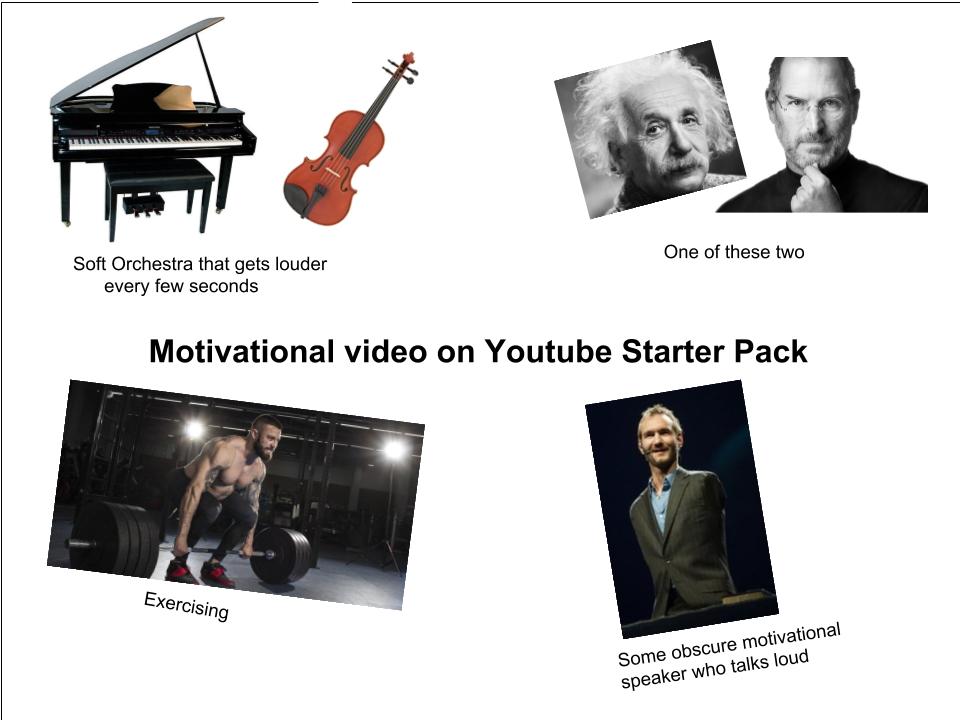 Soft Orchestra that gets louder
every few seconds
One of these two
Motivational video on Youtube Starter Pack
Exercising
Some obscure motivational
speaker who talks loud